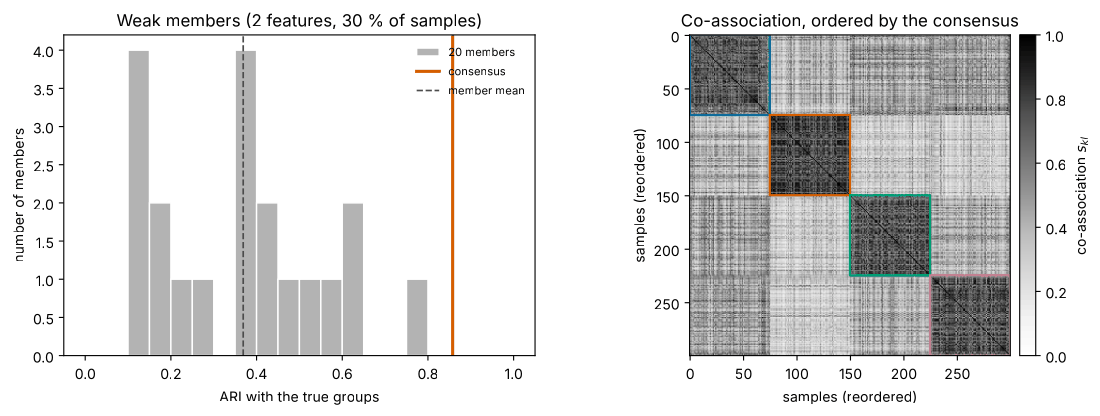 Weak members (2 features, 30 % of samples)
4.0
3.5
3.0
2.5
2.0
1.5
1.0
0.5
0.0
number of members
0.0 0.2 0.4 0.6 0.8 1.0
ARI with the true groups
20 members
consensus
member mean
Co-association, ordered by the consensus
0
50
100
150
200
250
samples (reordered)
0 50 100 150 200 250
samples (reordered)
1.0
0.8
0.6
0.4
0.2
0.0
co-association s_{kl}